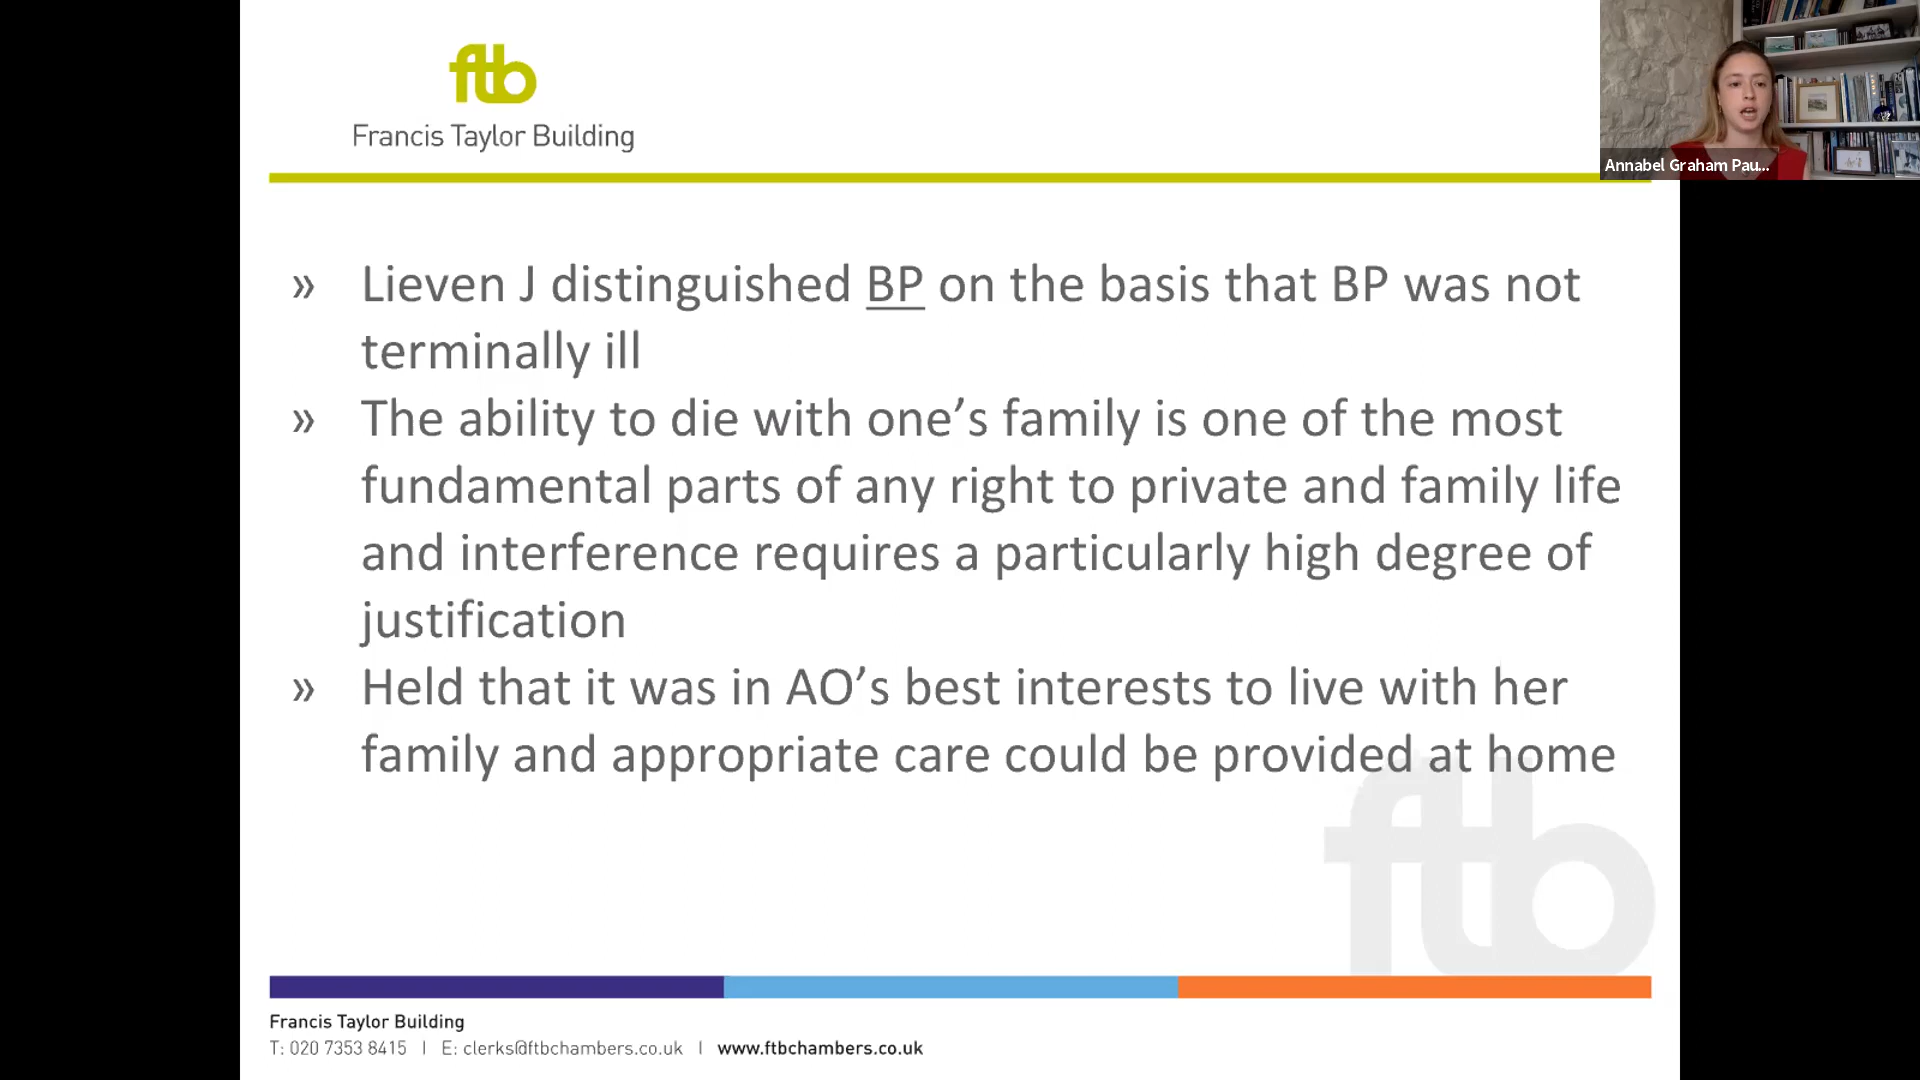 ftb
Francis Taylor Building
Annabel Graham Pau...
» Lieven J distinguished BP on the basis that BP was not
terminally ill
» The ability to die with one’s family is one of the most
fundamental parts of any right to private and family life
and interference requires a particularly high degree of
justification
» Held that it was in AO’s best interests to live with her
family and appropriate care could be provided at home
ftb
Francis Taylor Building
T: 020 7353 8415 | E: clerks@ftbchambers.co.uk | www.ftbchambers.co.uk